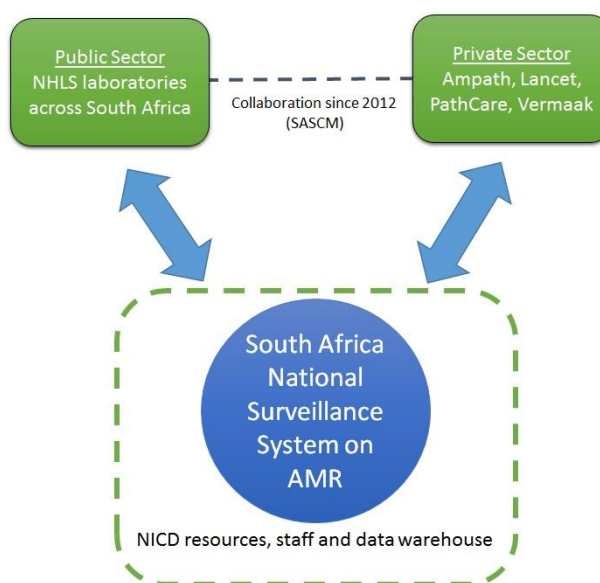 Public Sector
NHLS laboratories
across South Africa
Private Sector
Ampath, Lancet,
PathCare, Vermaak
Collaboration since 2012
(SASCM)
South Africa
National
Surveillance
System on
AMR
NICD resources, staff and data warehouse